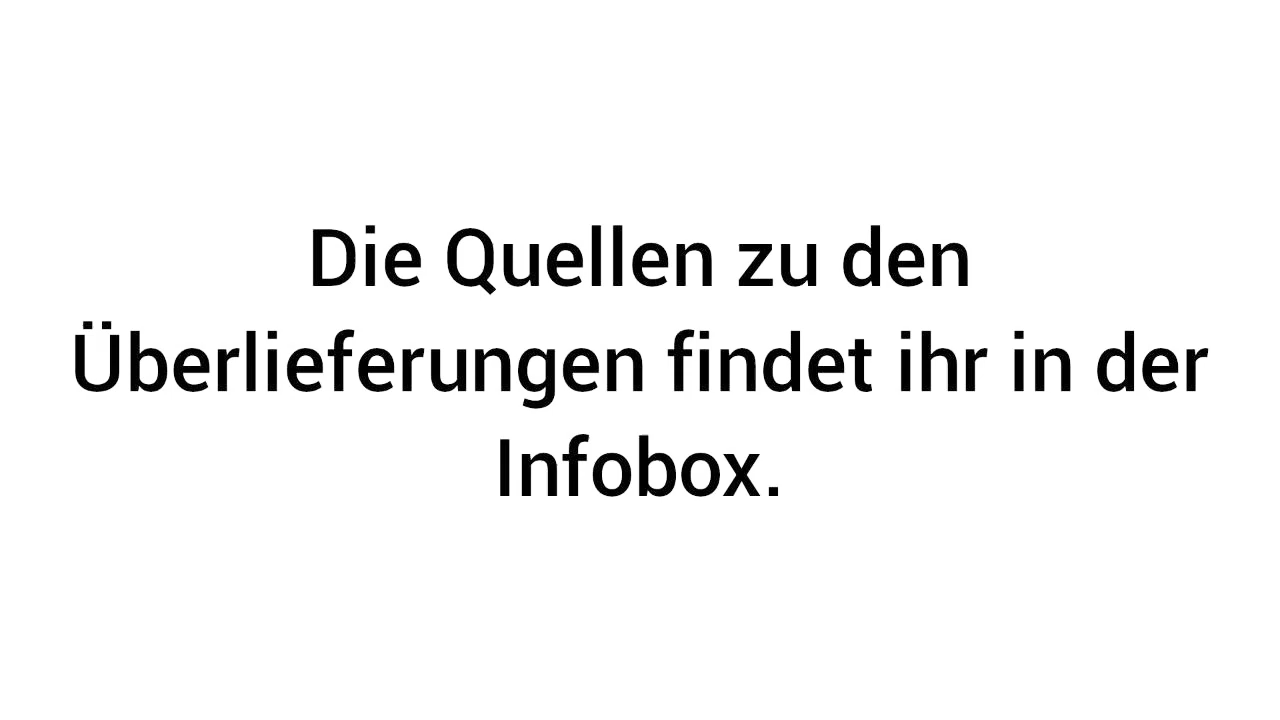 Die Quellen zu den
Überlieferungen findet ihr in der
Infobox.